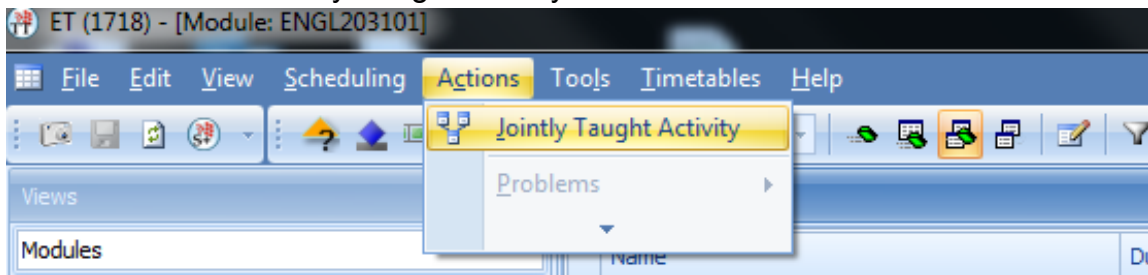 ET (1718) - [Module: ENGL203101]
File Edit View Scheduling Actions Tools Timetables Help
Jointly Taught Activity
Views
Problems
Modules
Name